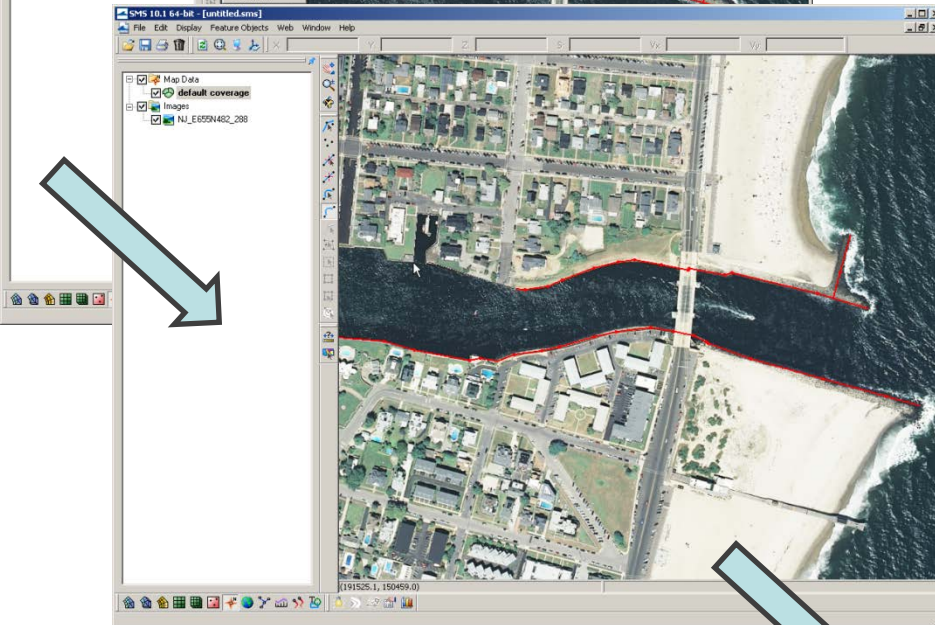 SMS 10.1 64-bit - [untitled.sms]
File Edit Display Feature Objects Web Window Help
X: Y: Z: S: Vx: Vy:
Map Data
default coverage
Images
NJ_E655N482_288
(191525.1, 150459.0)